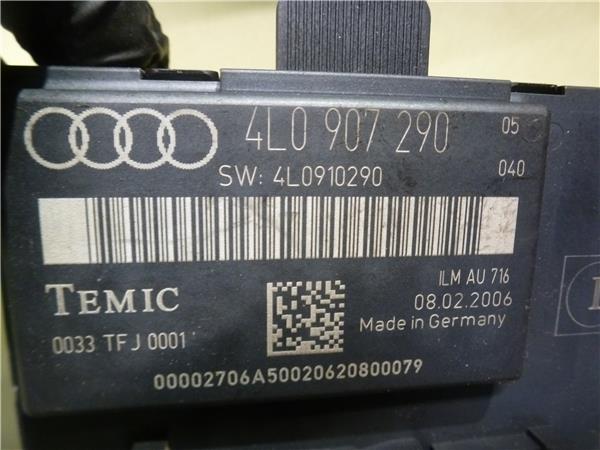 4L0 907 290 05
SW: 4L0910290 040
ILM AU 716
TEMIC 08.02.2006
0033 TFJ 0001 Made in Germany
00002706A50020620800079